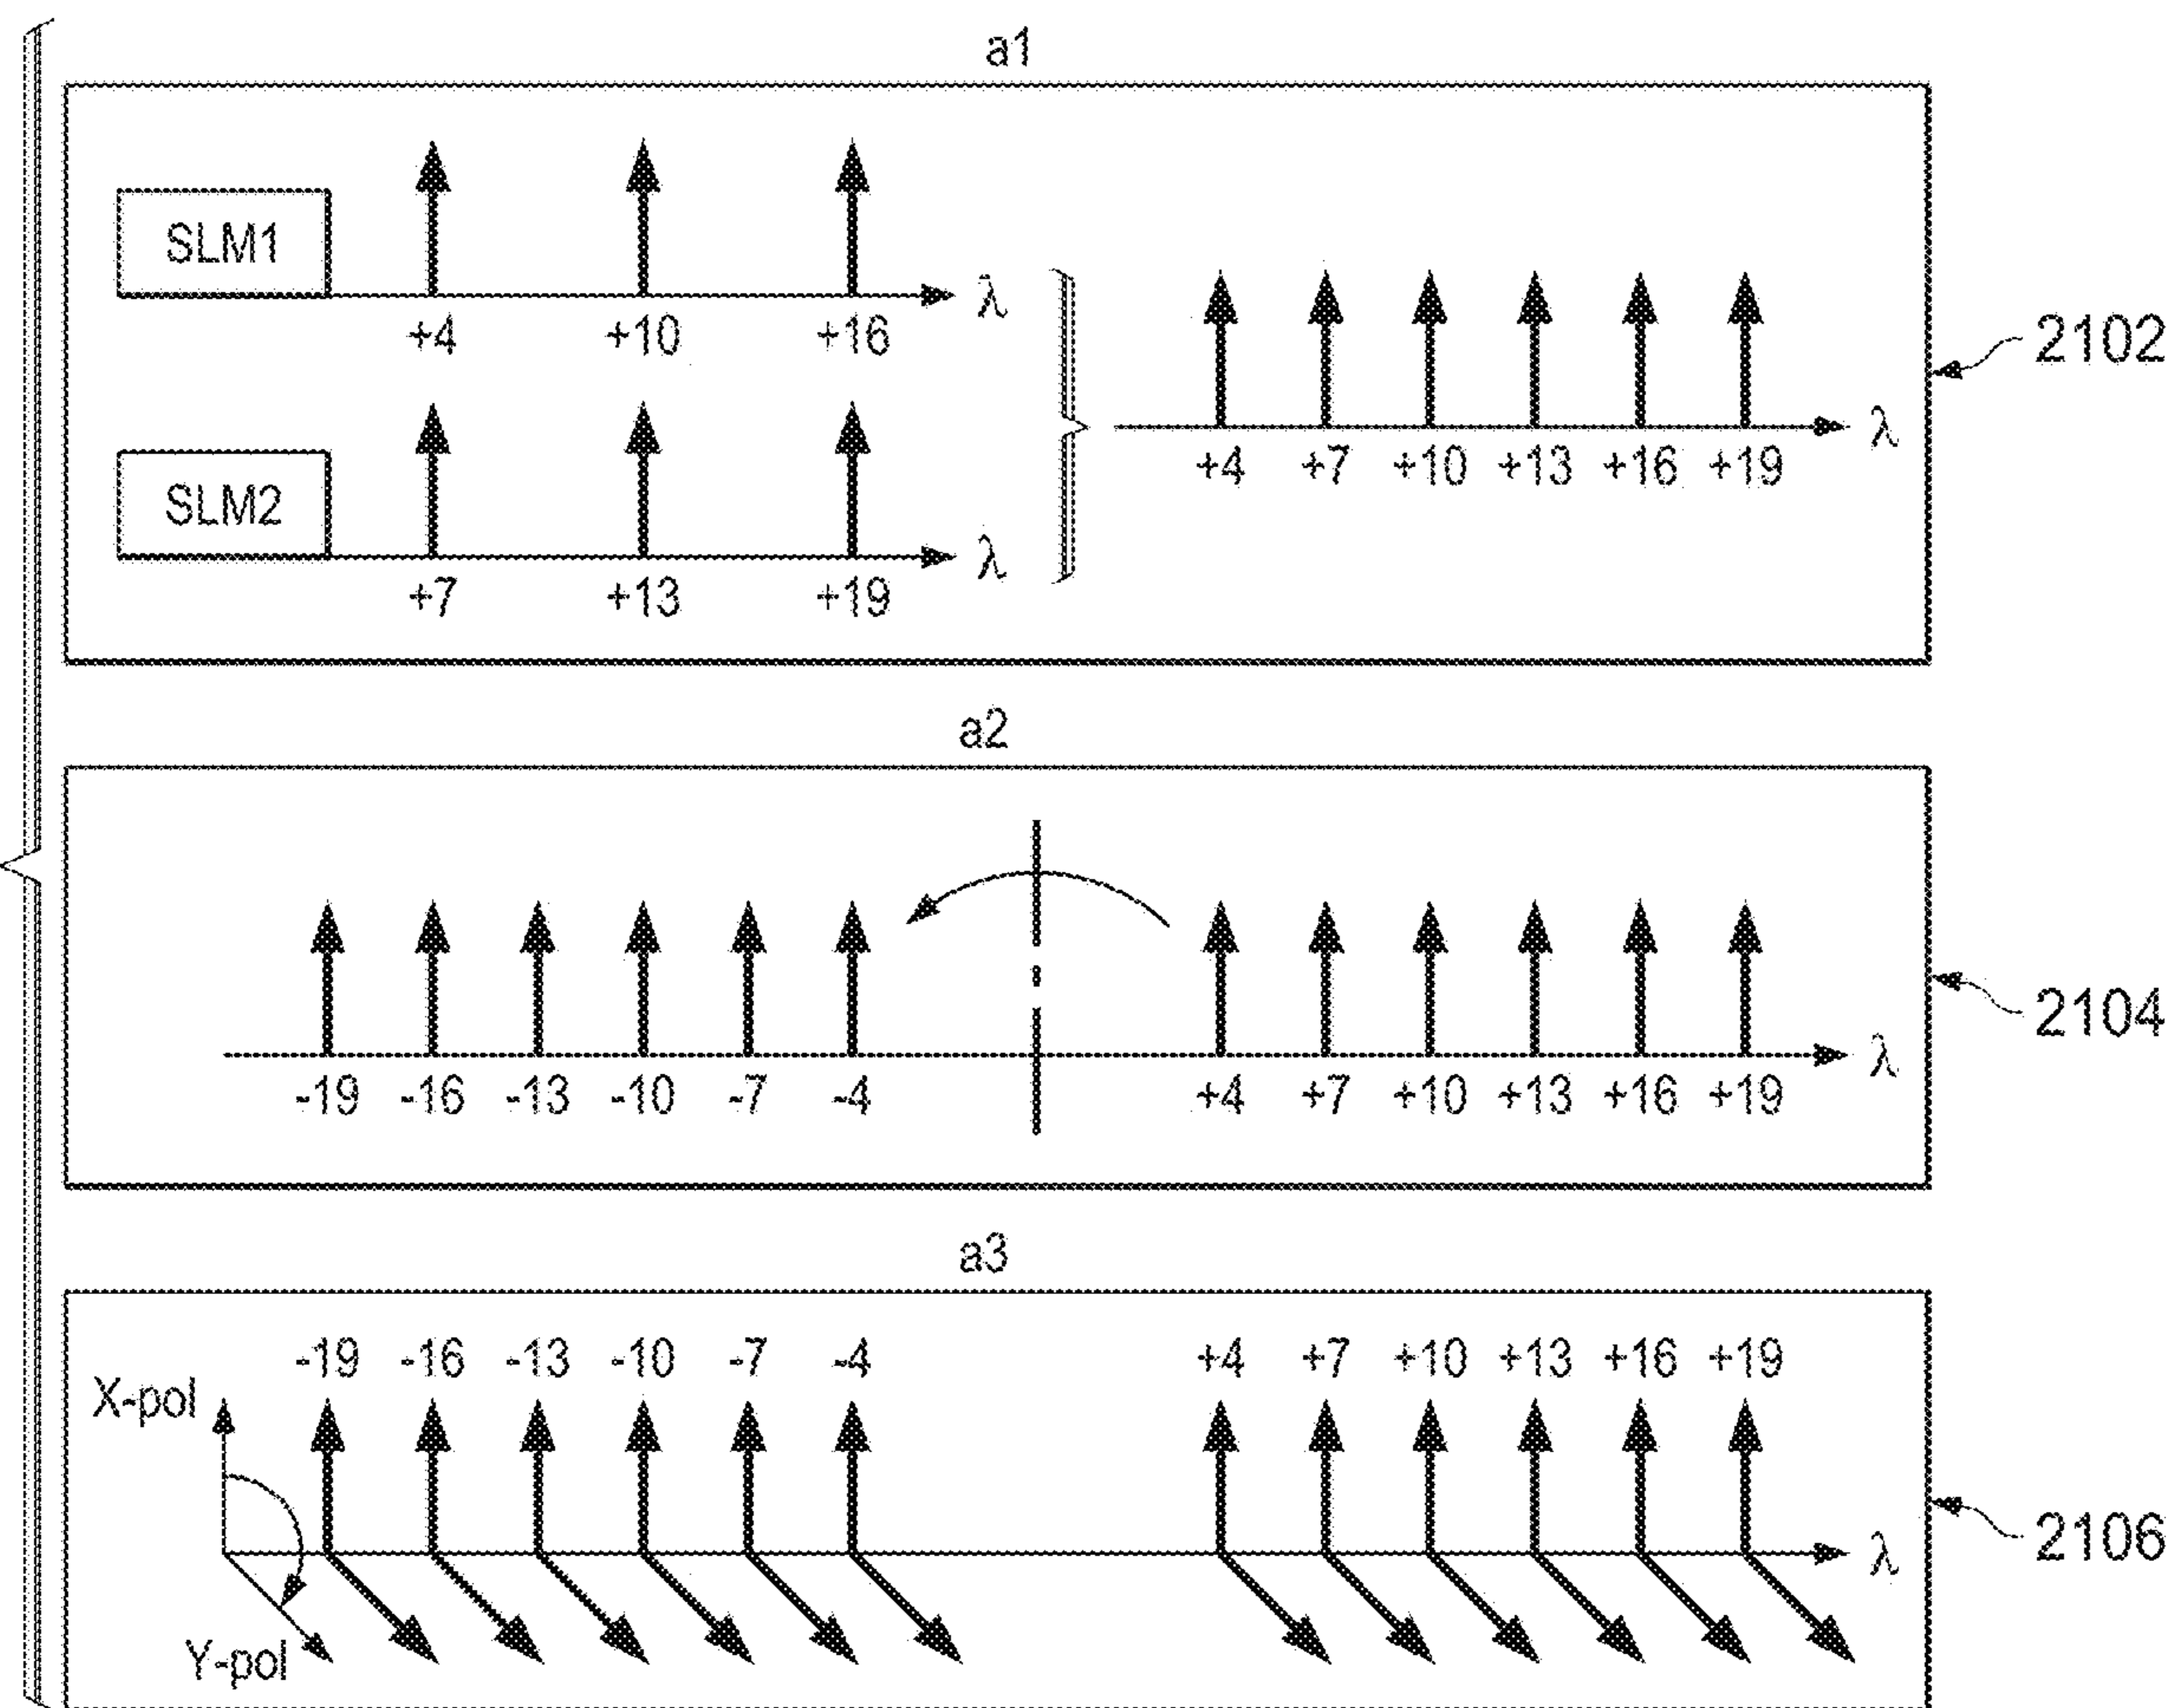 a1
SLM1
λ
+4 +10 +16
SLM2
λ
+7 +13 +19
λ
+4 +7 +10 +13 +16 +19
2102
a2
λ
-19 -16 -13 -10 -7 -4 +4 +7 +10 +13 +16 +19
2104
a3
-19 -16 -13 -10 -7 -4 +4 +7 +10 +13 +16 +19
X-pol
λ
Y-pol
2106